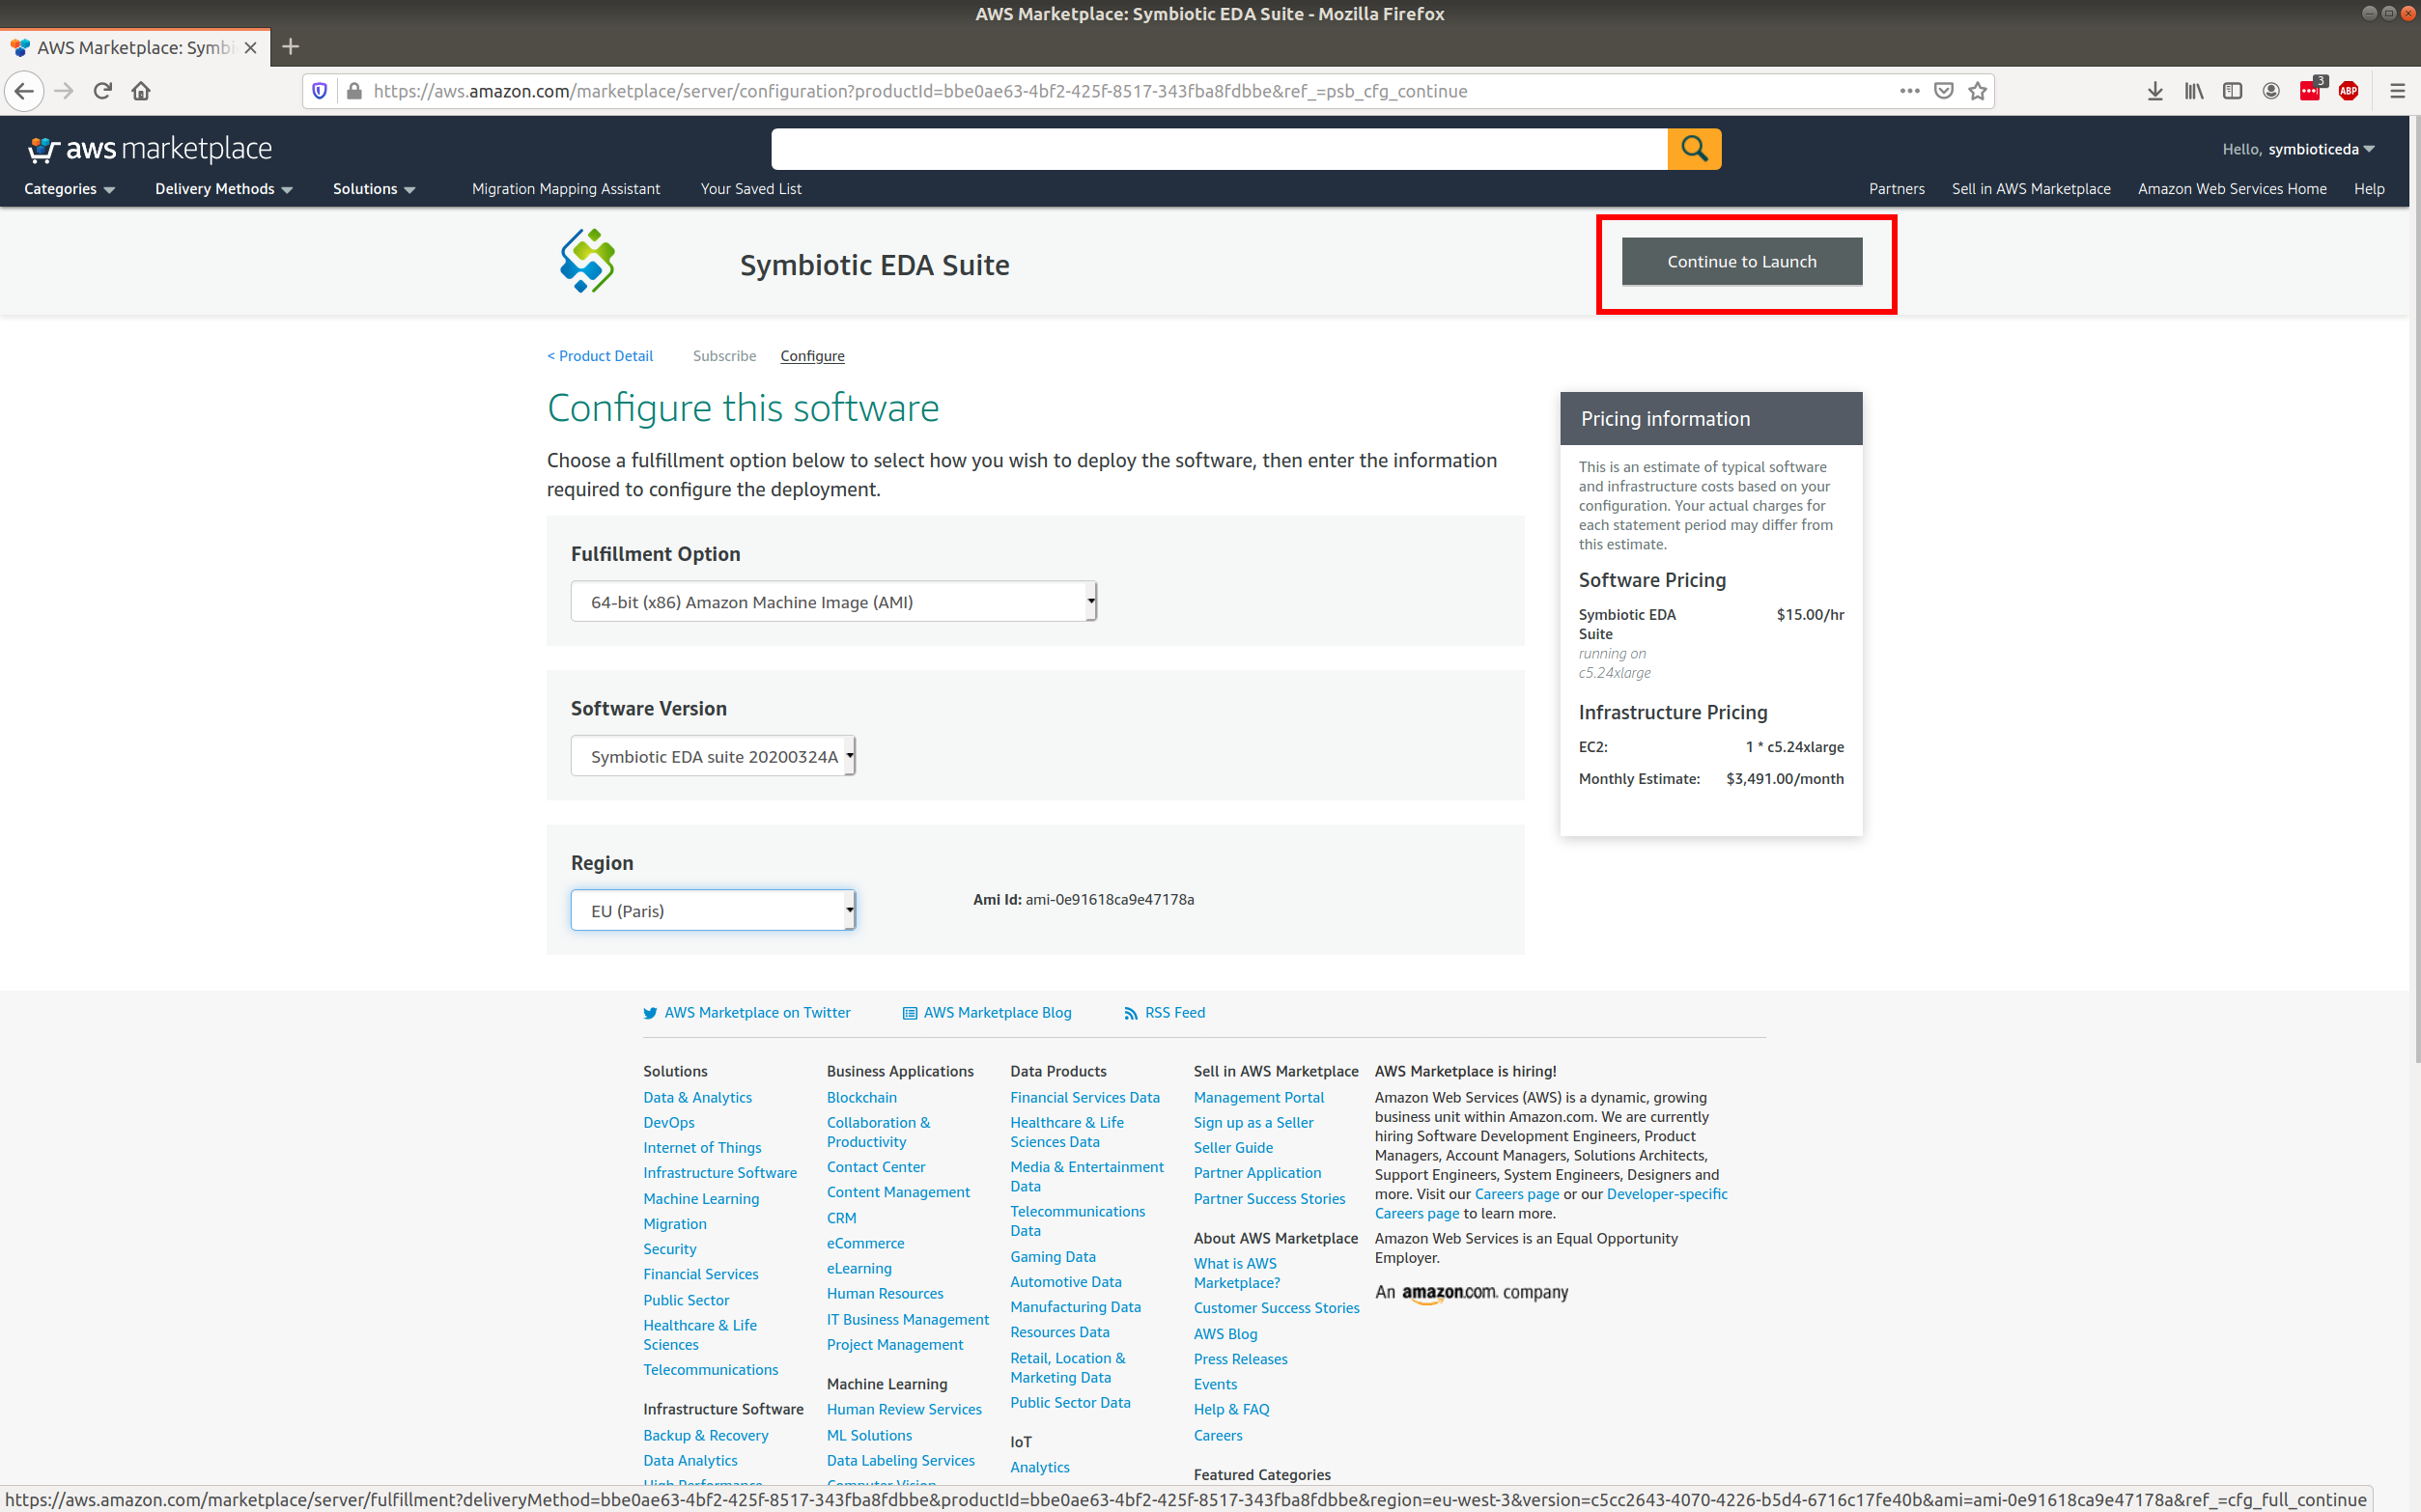 AWS Marketplace: Symbiotic EDA Suite - Mozilla Firefox
AWS Marketplace: Symbi
https://aws.amazon.com/marketplace/server/configuration?productId=bbe0ae63-4bf2-425f-8517-343fba8fdbbe&ref_=psb_cfg_continue
3
ABP
aws marketplace
Hello, symbioticeda
Categories
Delivery Methods
Solutions
Migration Mapping Assistant
Your Saved List
Partners
Sell in AWS Marketplace
Amazon Web Services Home
Help
Symbiotic EDA Suite
Continue to Launch
< Product Detail
Subscribe
Configure
Configure this software
Choose a fulfillment option below to select how you wish to deploy the software, then enter the information
required to configure the deployment.
Fulfillment Option
64-bit (x86) Amazon Machine Image (AMI)
Software Version
Symbiotic EDA suite 20200324A
Region
EU (Paris)
Ami Id: ami-0e91618ca9e47178a
Pricing information
This is an estimate of typical software
and infrastructure costs based on your
configuration. Your actual charges for
each statement period may differ from
this estimate.
Software Pricing
Symbiotic EDA $15.00/hr
Suite
running on
c5.24xlarge
Infrastructure Pricing
EC2: 1 * c5.24xlarge
Monthly Estimate: $3,491.00/month
AWS Marketplace on Twitter
AWS Marketplace Blog
RSS Feed
Solutions
Data & Analytics
DevOps
Internet of Things
Infrastructure Software
Machine Learning
Migration
Security
Financial Services
Public Sector
Healthcare & Life
Sciences
Telecommunications
Infrastructure Software
Backup & Recovery
Data Analytics
High Performance
Business Applications
Blockchain
Collaboration &
Productivity
Contact Center
Content Management
CRM
eCommerce
eLearning
Human Resources
IT Business Management
Project Management
Machine Learning
Human Review Services
ML Solutions
Data Labeling Services
Computer Vision
Data Products
Financial Services Data
Healthcare & Life
Sciences Data
Media & Entertainment
Data
Telecommunications
Data
Gaming Data
Automotive Data
Manufacturing Data
Resources Data
Retail, Location &
Marketing Data
Public Sector Data
IoT
Analytics
Sell in AWS Marketplace
Management Portal
Sign up as a Seller
Seller Guide
Partner Application
Partner Success Stories
About AWS Marketplace
What is AWS
Marketplace?
Customer Success Stories
AWS Blog
Press Releases
Events
Help & FAQ
Careers
Featured Categories
AWS Marketplace is hiring!
Amazon Web Services (AWS) is a dynamic, growing
business unit within Amazon.com. We are currently
hiring Software Development Engineers, Product
Managers, Account Managers, Solutions Architects,
Support Engineers, System Engineers, Designers and
more. Visit our Careers page or our Developer-specific
Careers page to learn more.
Amazon Web Services is an Equal Opportunity
Employer.
An amazon.com. company
https://aws.amazon.com/marketplace/server/fulfillment?deliveryMethod=bbe0ae63-4bf2-425f-8517-343fba8fdbbe&productId=bbe0ae63-4bf2-425f-8517-343fba8fdbbe&region=eu-west-3&version=c5cc2643-4070-4226-b5d4-6716c17fe40b&ami=ami-0e91618ca9e47178a&ref_=cfg_full_continue